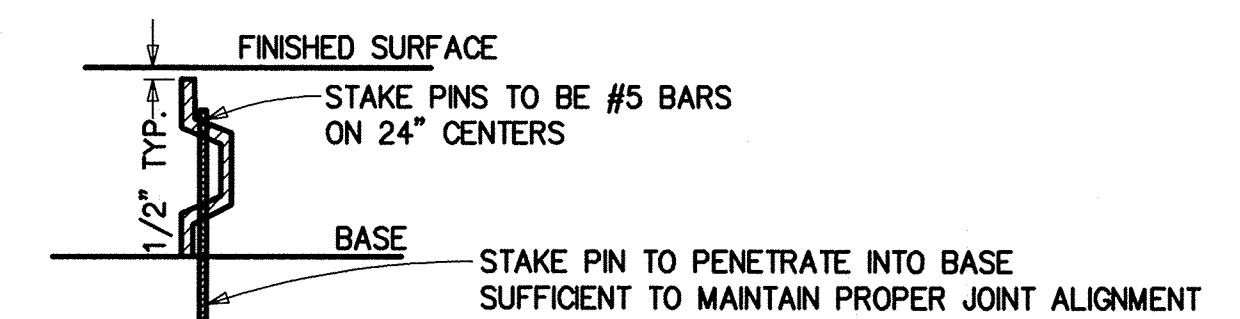 FINISHED SURFACE
STAKE PINS TO BE #5 BARS
ON 24" CENTERS
1/2" TYP.
BASE
STAKE PIN TO PENETRATE INTO BASE
SUFFICIENT TO MAINTAIN PROPER JOINT ALIGNMENT